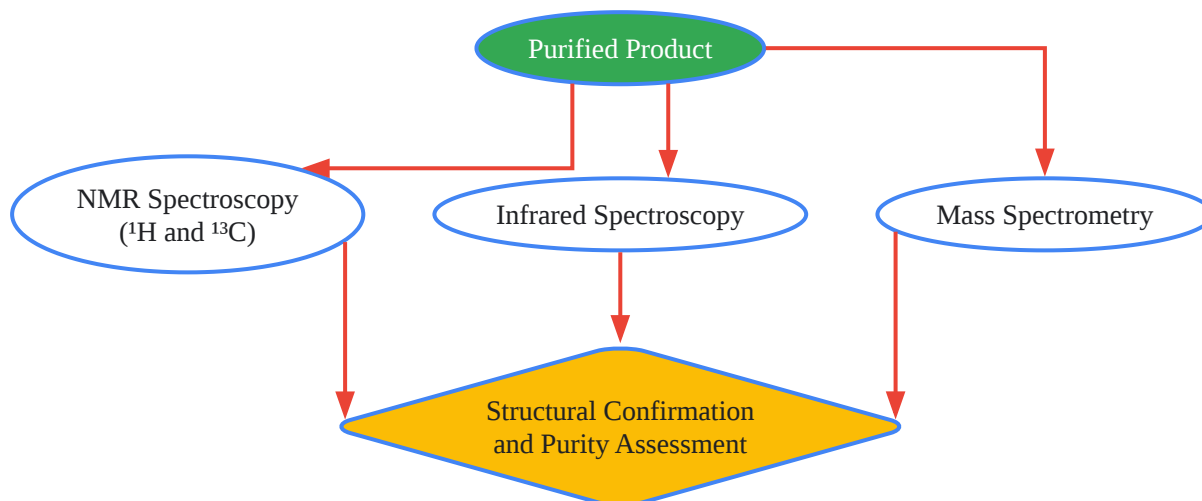 Purified Product
NMR Spectroscopy
(¹H and ¹³C)
Infrared Spectroscopy
Mass Spectrometry
Structural Confirmation
and Purity Assessment